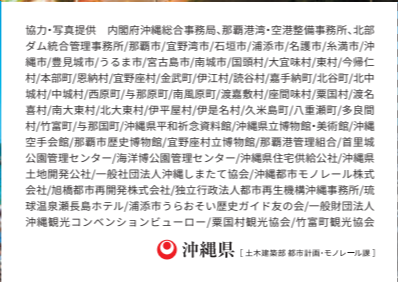 協力・写真提供　内閣府沖縄総合事務局、那覇港湾・空港整備事務所、北部
ダム統合管理事務所/那覇市/宜野湾市/石垣市/浦添市/名護市/糸満市/沖
縄市/豊見城市/うるま市/宮古島市/南城市/国頭村/大宜味村/東村/今帰仁
村/本部町/恩納村/宜野座村/金武町/伊江村/読谷村/嘉手納町/北谷町/北中
城村/中城村/西原町/与那原町/南風原町/渡嘉敷村/座間味村/粟国村/渡名
喜村/南大東村/北大東村/伊平屋村/伊是名村/久米島町/八重瀬町/多良間
村/竹富町/与那国町/沖縄県平和祈念資料館/沖縄県立博物館・美術館/沖縄
空手会館/那覇市歴史博物館/宜野座村立博物館/那覇港管理組合/首里城
公園管理センター/海洋博公園管理センター/沖縄県住宅供給公社/沖縄県
土地開発公社/一般社団法人沖縄しまたて協会/沖縄都市モノレール株式
会社/旭橋都市再開発株式会社/独立行政法人都市再生機構沖縄事務所/琉
球温泉瀬長島ホテル/浦添市うらおそい歴史ガイド友の会/一般財団法人
沖縄観光コンベンションビューロー/粟国村観光協会/竹富町観光協会
沖縄県［土木建築部 都市計画・モノレール課］